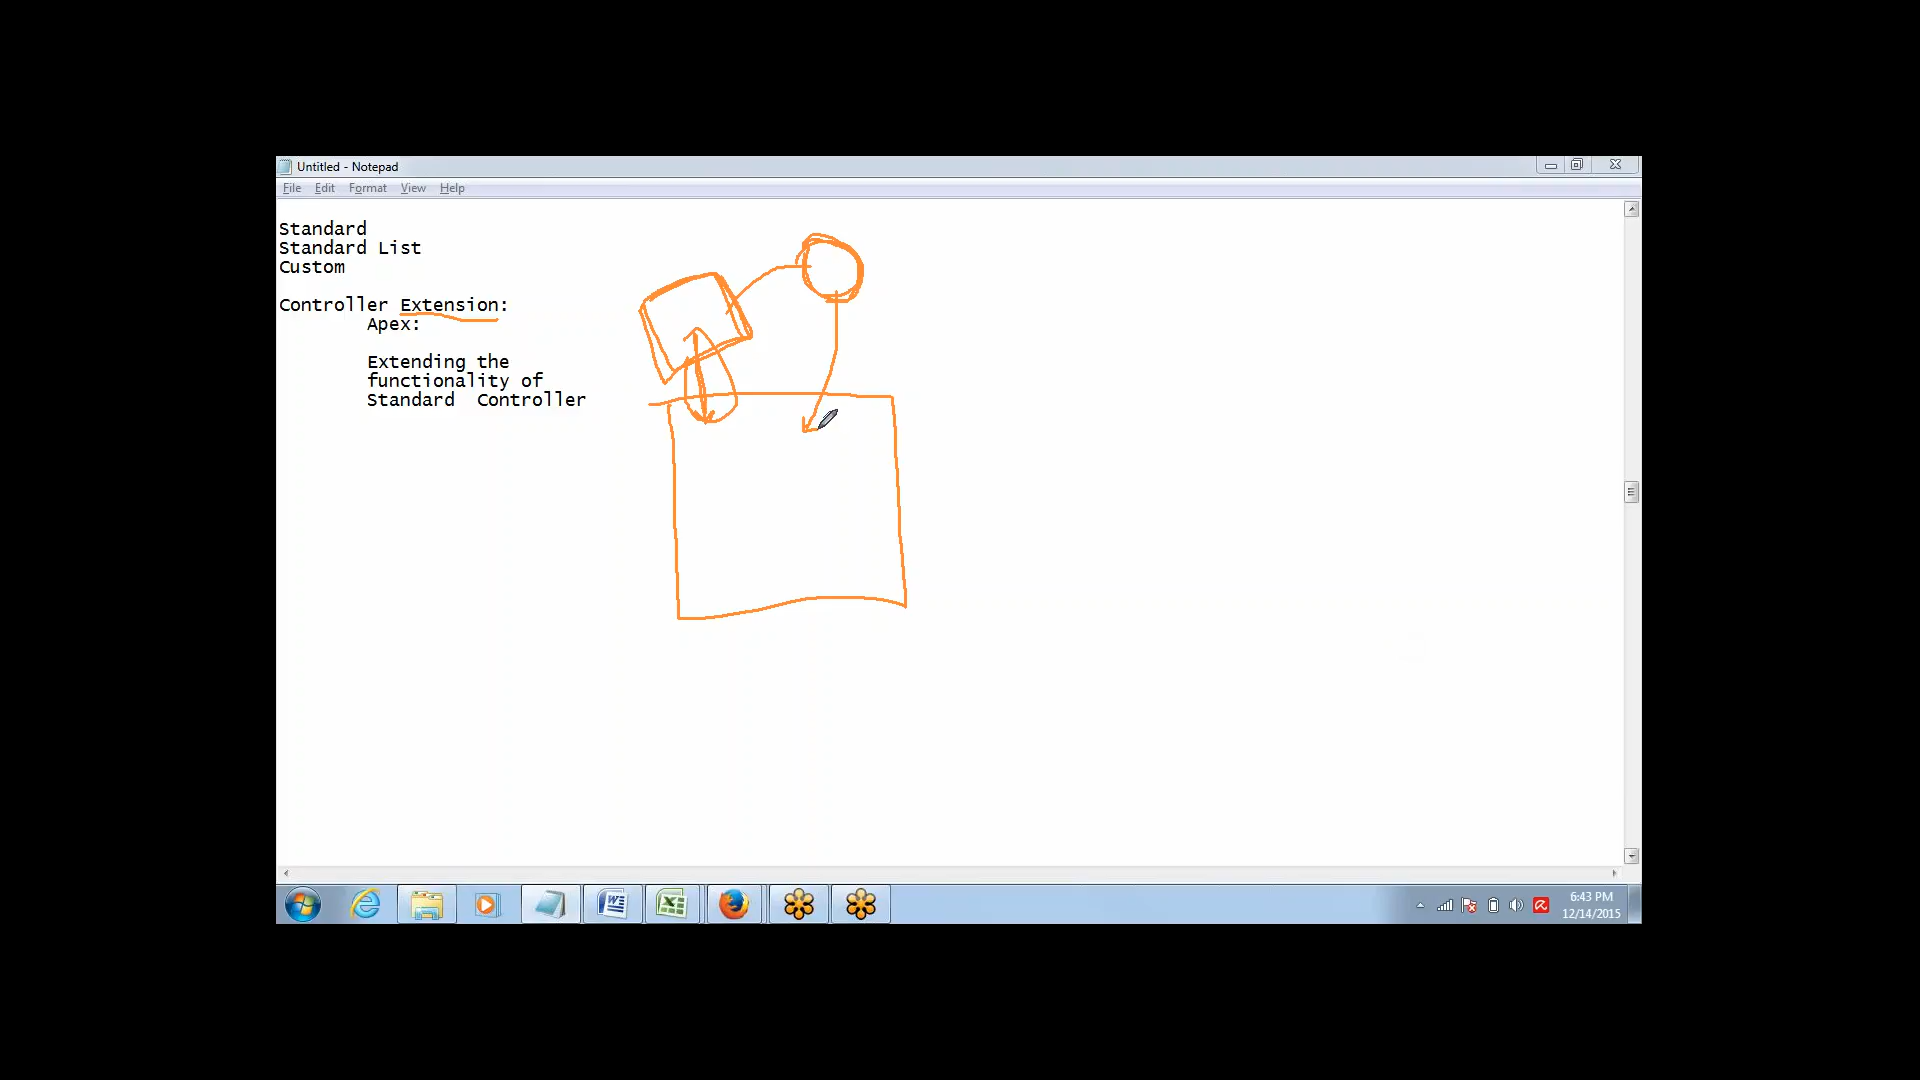 Untitled - Notepad
File Edit Format View Help
Standard
Standard List
Custom
Controller Extension:
Apex:
Extending the
functionality of
Standard Controller
6:43 PM
12/14/2015